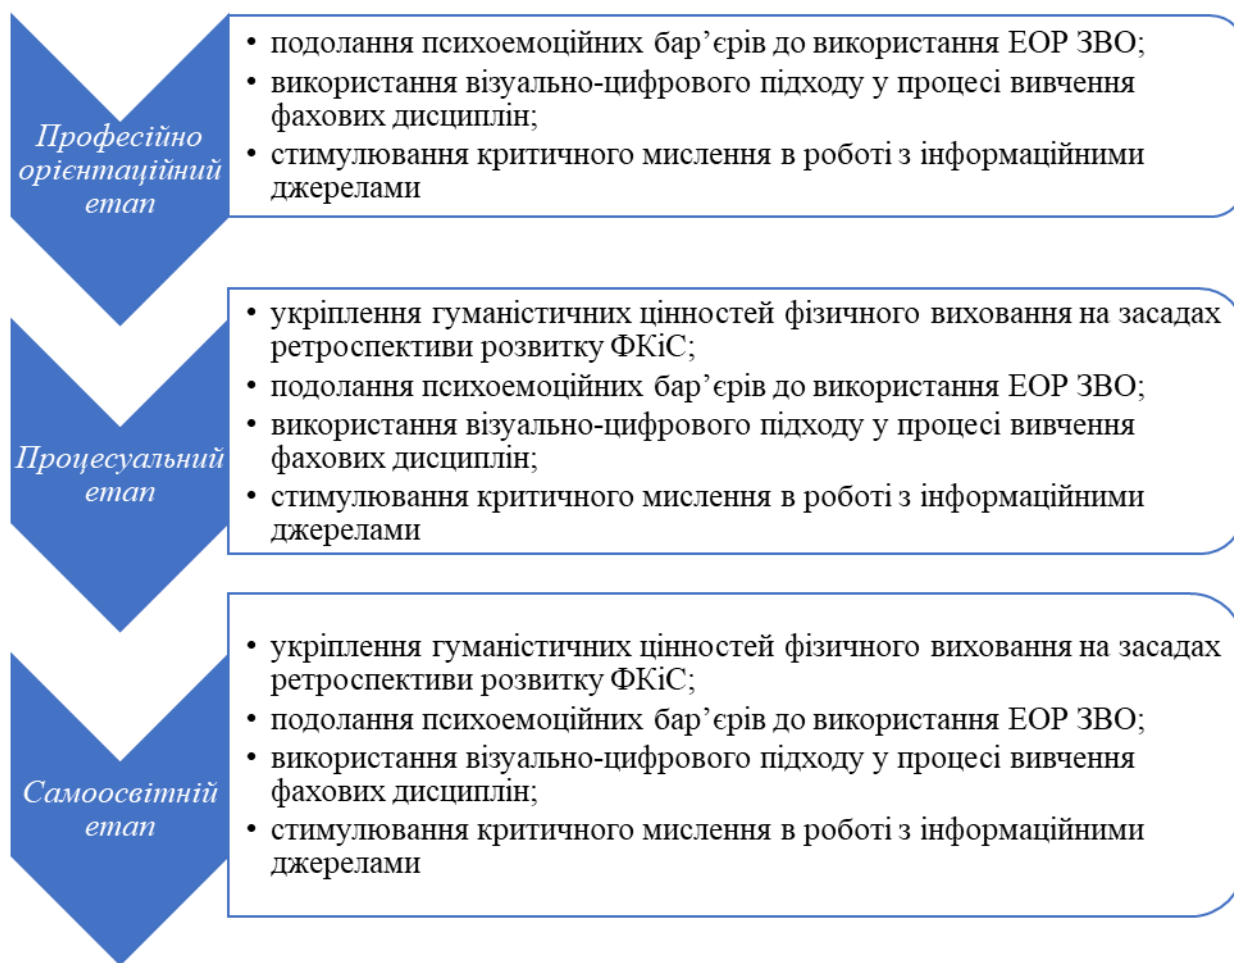 Професійно
орієнтаційний
етап
• подолання психоемоційних бар’єрів до використання ЕОР ЗВО;
• використання візуально-цифрового підходу у процесі вивчення
фахових дисциплін;
• стимулювання критичного мислення в роботі з інформаційними
джерелами
Процесуальний
етап
• укріплення гуманістичних цінностей фізичного виховання на засадах
ретроспективи розвитку ФКіС;
• подолання психоемоційних бар’єрів до використання ЕОР ЗВО;
• використання візуально-цифрового підходу у процесі вивчення
фахових дисциплін;
• стимулювання критичного мислення в роботі з інформаційними
джерелами
Самоосвітній
етап
• укріплення гуманістичних цінностей фізичного виховання на засадах
ретроспективи розвитку ФКіС;
• подолання психоемоційних бар’єрів до використання ЕОР ЗВО;
• використання візуально-цифрового підходу у процесі вивчення
фахових дисциплін;
• стимулювання критичного мислення в роботі з інформаційними
джерелами